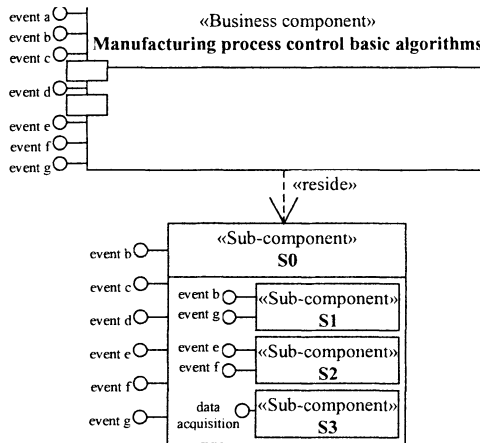 event a
«Business component»
event b
Manufacturing process control basic algorithms
event c
event d
event e
event f
event g
«reside»
«Sub-component»
S0
event b
event c
event b
«Sub-component»
event g
S1
event d
event e
«Sub-component»
event e
event f
S2
event f
data
«Sub-component»
acquisition
S3
event g